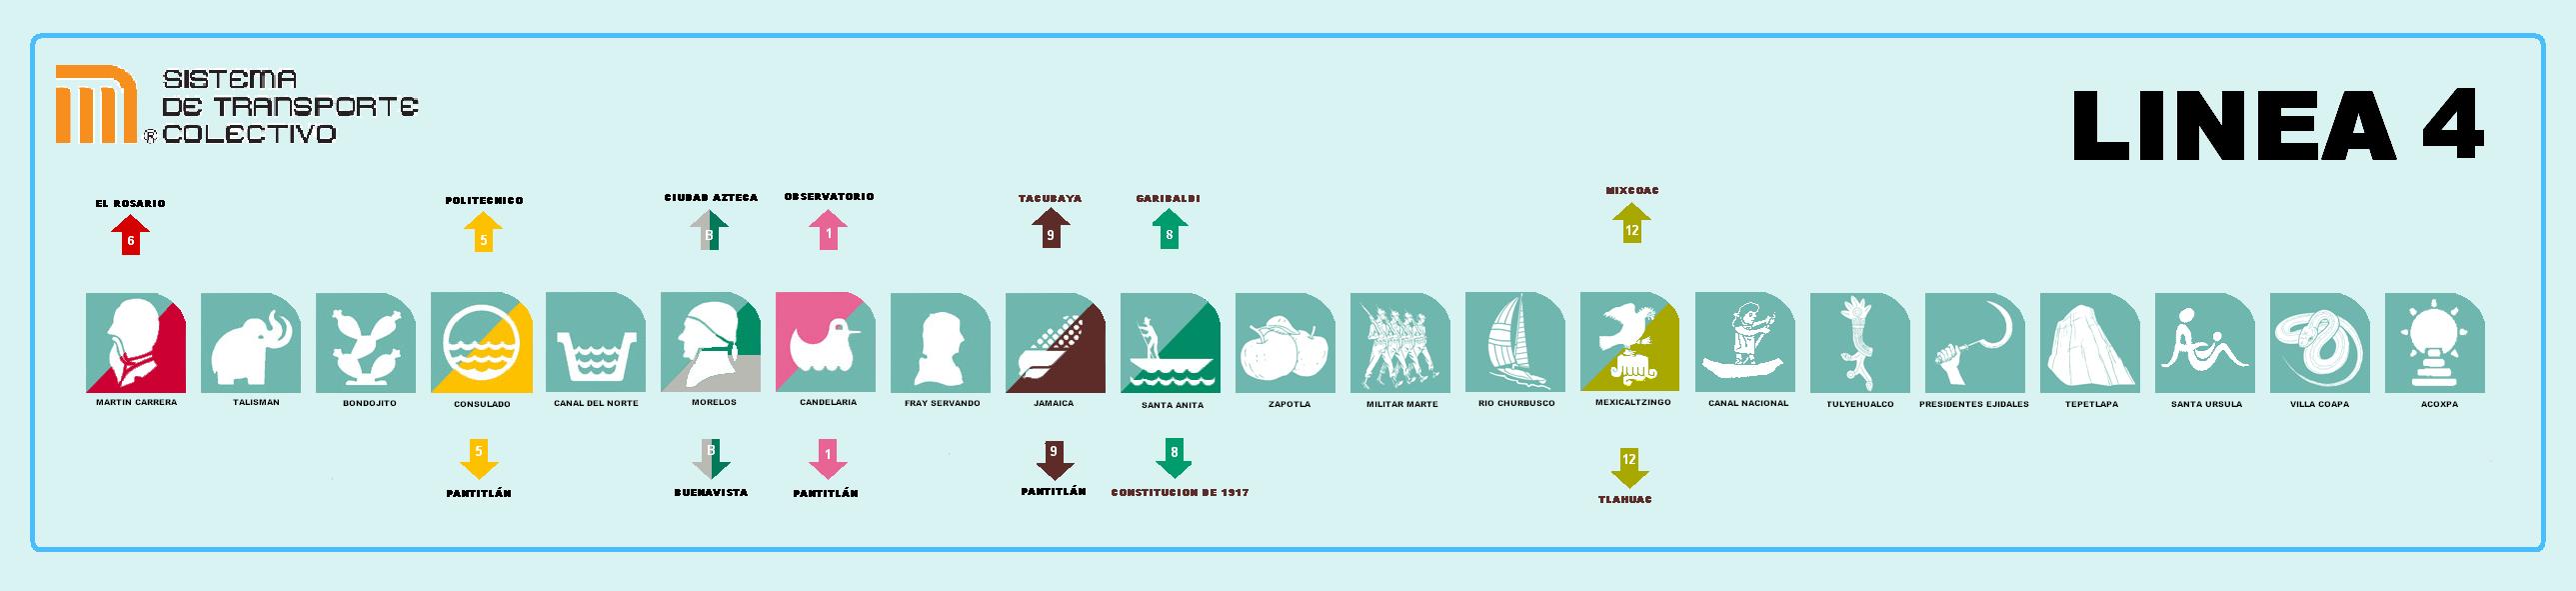 SISTEMA
DE TRANSPORTE
® COLECTIVO
LINEA 4
EL ROSARIO
POLITECNICO
CIUDAD AZTECA
OBSERVATORIO
TACUBAYA
GARIBALDI
MIXCOAC
6
5
B
1
9
8
12
MARTIN CARRERA
TALISMAN
BONDOJITO
CONSULADO
CANAL DEL NORTE
MORELOS
CANDELARIA
FRAY SERVANDO
JAMAICA
SANTA ANITA
ZAPOTLA
MILITAR MARTE
RIO CHURBUSCO
MEXICALTZINGO
CANAL NACIONAL
TULYEHUALCO
PRESIDENTES EJIDALES
TEPETLAPA
SANTA URSULA
VILLA COAPA
ACOXPA
5
B
1
9
8
12
PANTITLÁN
BUENAVISTA
PANTITLÁN
PANTITLÁN
CONSTITUCION DE 1917
TLAHUAC